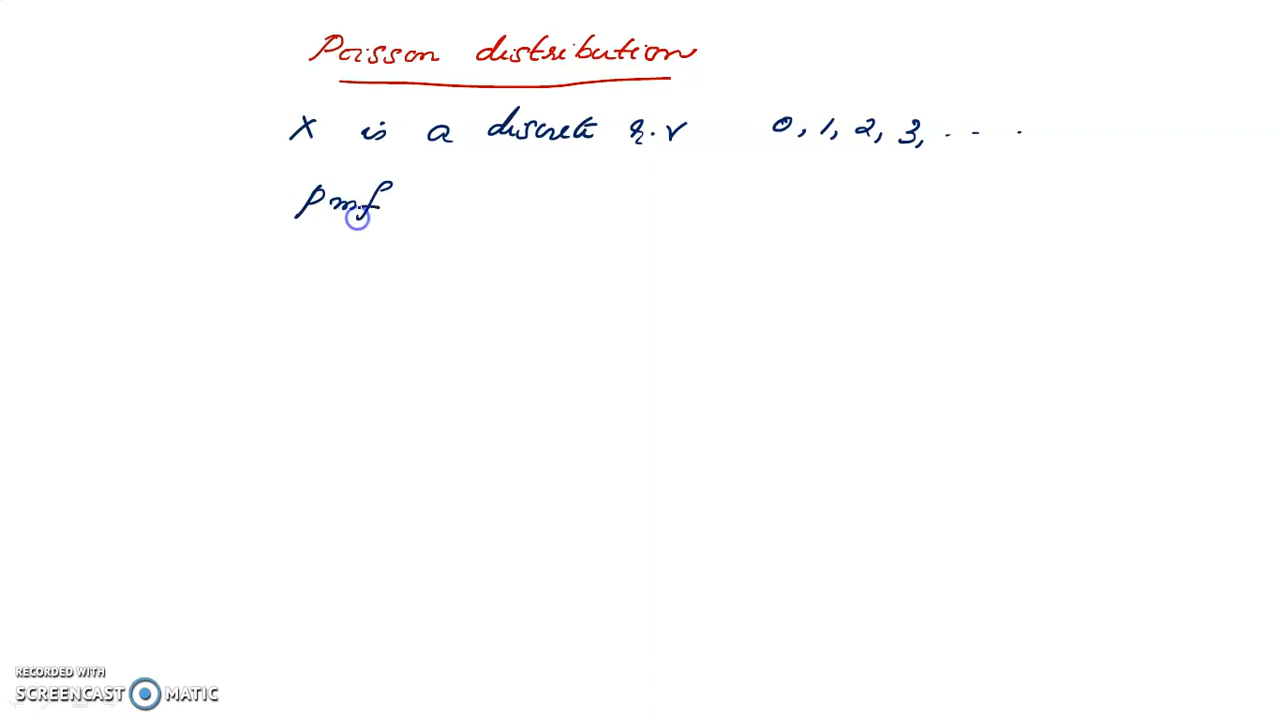 Poisson distribution
X is a discrete r.v 0, 1, 2, 3, . - - .
pmf
RECORDED WITH
SCREENCAST MATIC